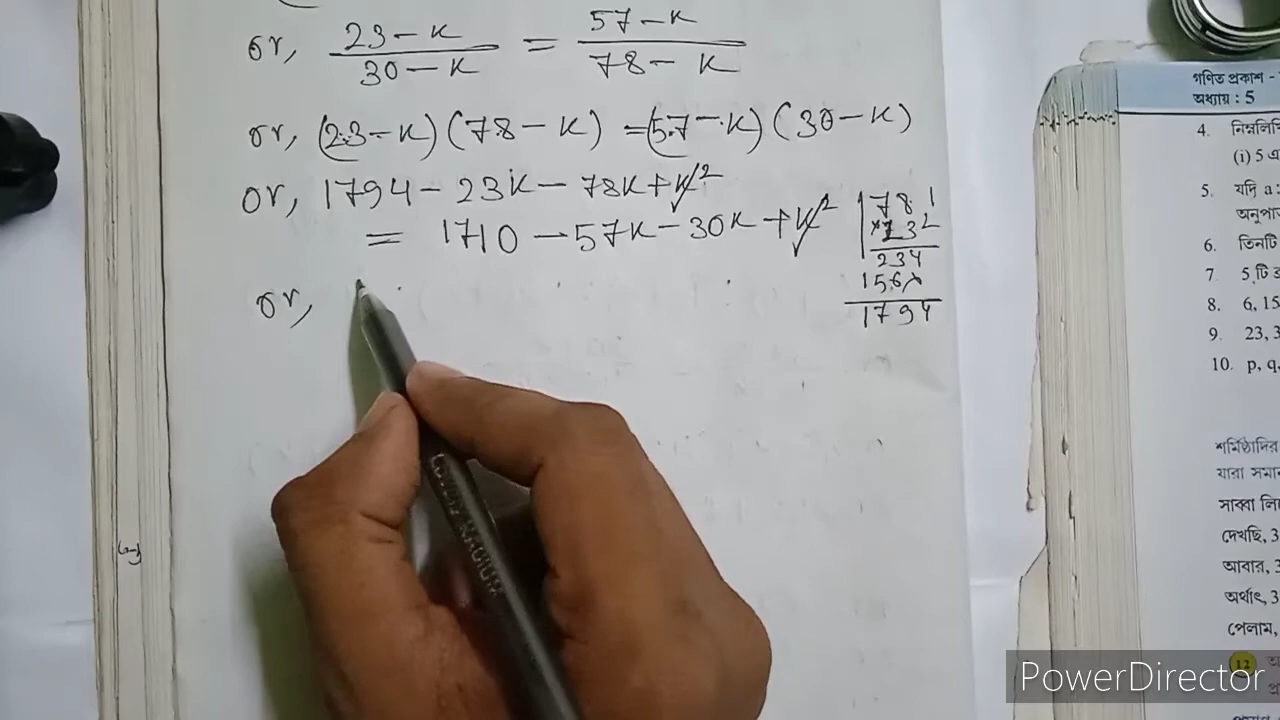 or, 23-k / 30-k = 57-k / 78-k
or, (23-k)(78-k) = (57-k)(30-k)
or, 1794 - 23k - 78k + k²
= 1710 - 57k - 30k + k²
or,
78
×23
234
156×
1794
গণিত প্রকাশ -
অধ্যায় : 5
4. নিম্নলি
(i) 5 এ
5. যদি a :
অনুপা
6. তিনটি
7. 5 টি
8. 6, 15
9. 23, 3
10. p, q
শর্মিষ্ঠাদির
যারা সমা
সাব্বা
দেখছি, 3
আবার, 3
অর্থাৎ, 3
পেলাম,
12
PowerDirector